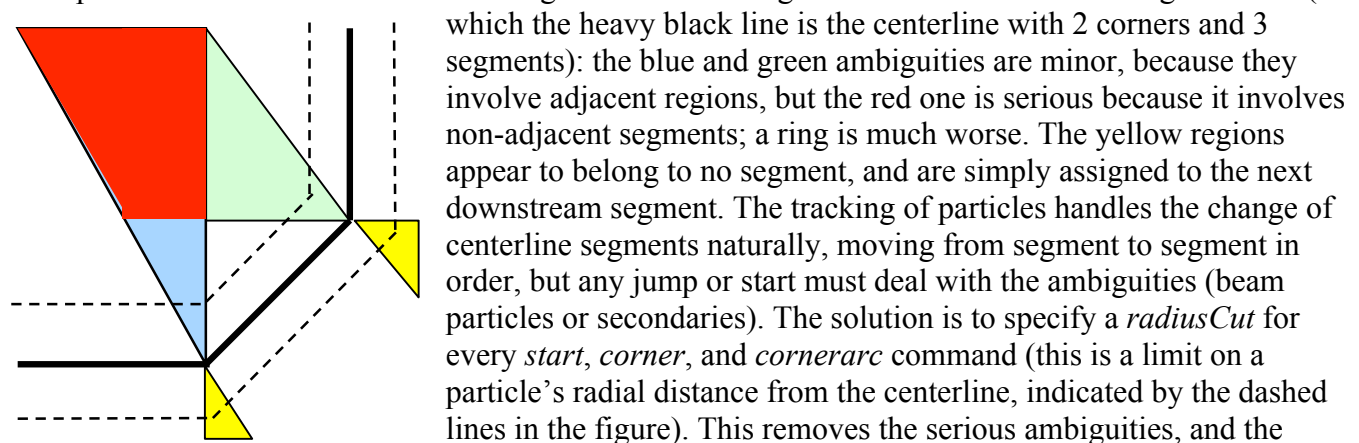 which the heavy black line is the centerline with 2 corners and 3
segments): the blue and green ambiguities are minor, because they
involve adjacent regions, but the red one is serious because it involves
non-adjacent segments; a ring is much worse. The yellow regions
appear to belong to no segment, and are simply assigned to the next
downstream segment. The tracking of particles handles the change of
centerline segments naturally, moving from segment to segment in
order, but any jump or start must deal with the ambiguities (beam
particles or secondaries). The solution is to specify a radiusCut for
every start, corner, and cornerarc command (this is a limit on a
particle’s radial distance from the centerline, indicated by the dashed
lines in the figure). This removes the serious ambiguities, and the